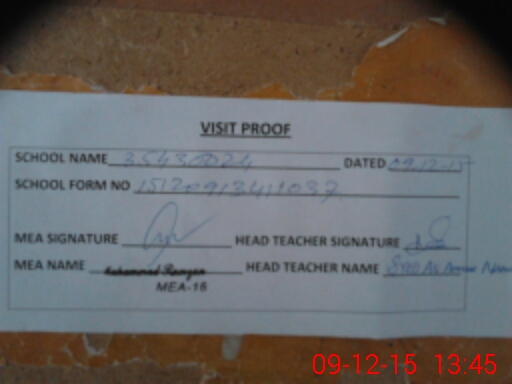 VISIT PROOF
SCHOOL NAME 35430024 DATED 09.12-15
SCHOOL FORM NO 15120913411037
MEA SIGNATURE HEAD TEACHER SIGNATURE
MEA NAME Muhammad Ramzan HEAD TEACHER NAME
MEA-16
09-12-15 13:45